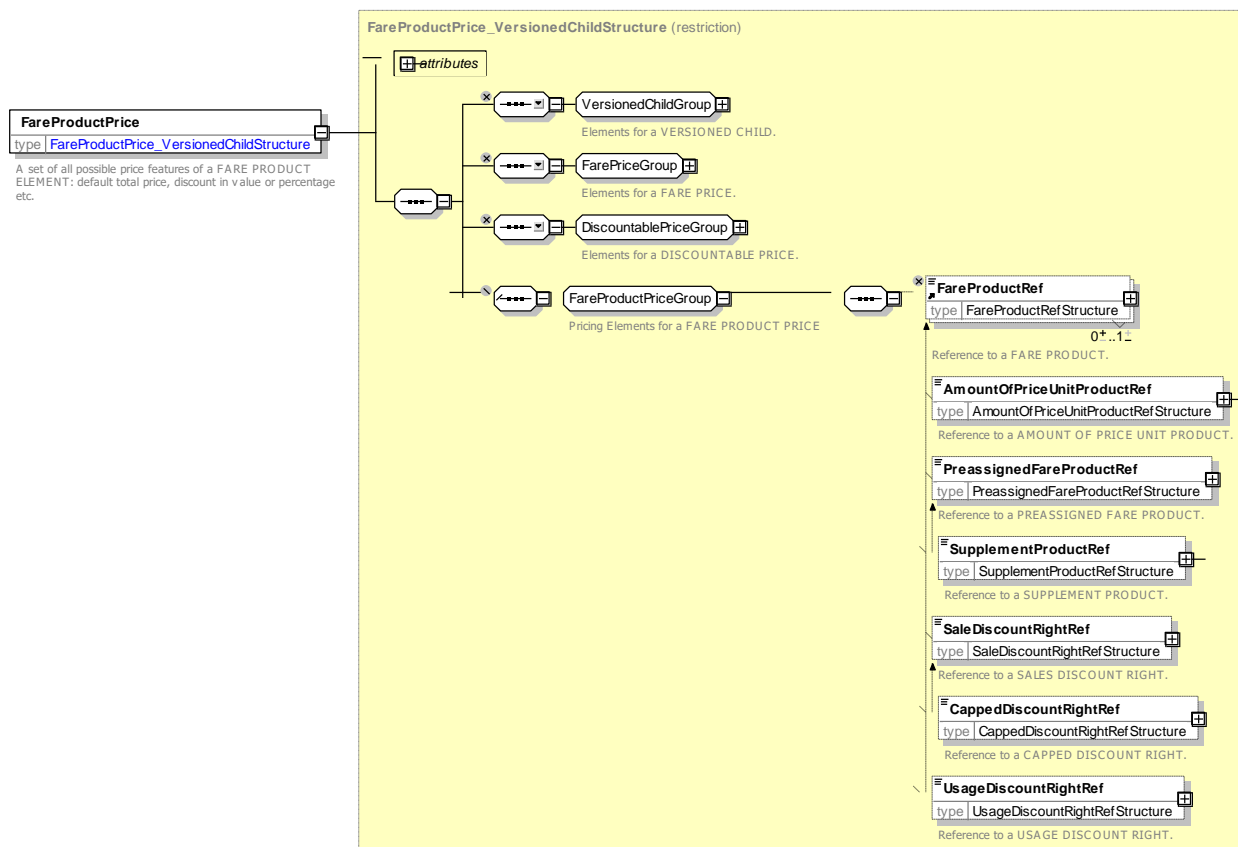 FareProductPrice_VersionedChildStructure (restriction)
attributes
VersionedChildGroup
Elements for a VERSIONED CHILD.
FareProductPrice
type FareProductPrice_VersionedChildStructure
A set of all possible price features of a FARE PRODUCT
ELEMENT: default total price, discount in value or percentage
etc.
FarePriceGroup
Elements for a FARE PRICE.
DiscountablePriceGroup
Elements for a DISCOUNTABLE PRICE.
FareProductPriceGroup
Pricing Elements for a FARE PRODUCT PRICE
FareProductRef
type FareProductRefStructure
0..1
Reference to a FARE PRODUCT.
AmountOfPriceUnitProductRef
type AmountOfPriceUnitProductRefStructure
Reference to a AMOUNT OF PRICE UNIT PRODUCT.
PreassignedFareProductRef
type PreassignedFareProductRefStructure
Reference to a PREASSIGNED FARE PRODUCT.
SupplementProductRef
type SupplementProductRefStructure
Reference to a SUPPLEMENT PRODUCT.
SaleDiscountRightRef
type SaleDiscountRightRefStructure
Reference to a SALES DISCOUNT RIGHT.
CappedDiscountRightRef
type CappedDiscountRightRefStructure
Reference to a CAPPED DISCOUNT RIGHT.
UsageDiscountRightRef
type UsageDiscountRightRefStructure
Reference to a USAGE DISCOUNT RIGHT.